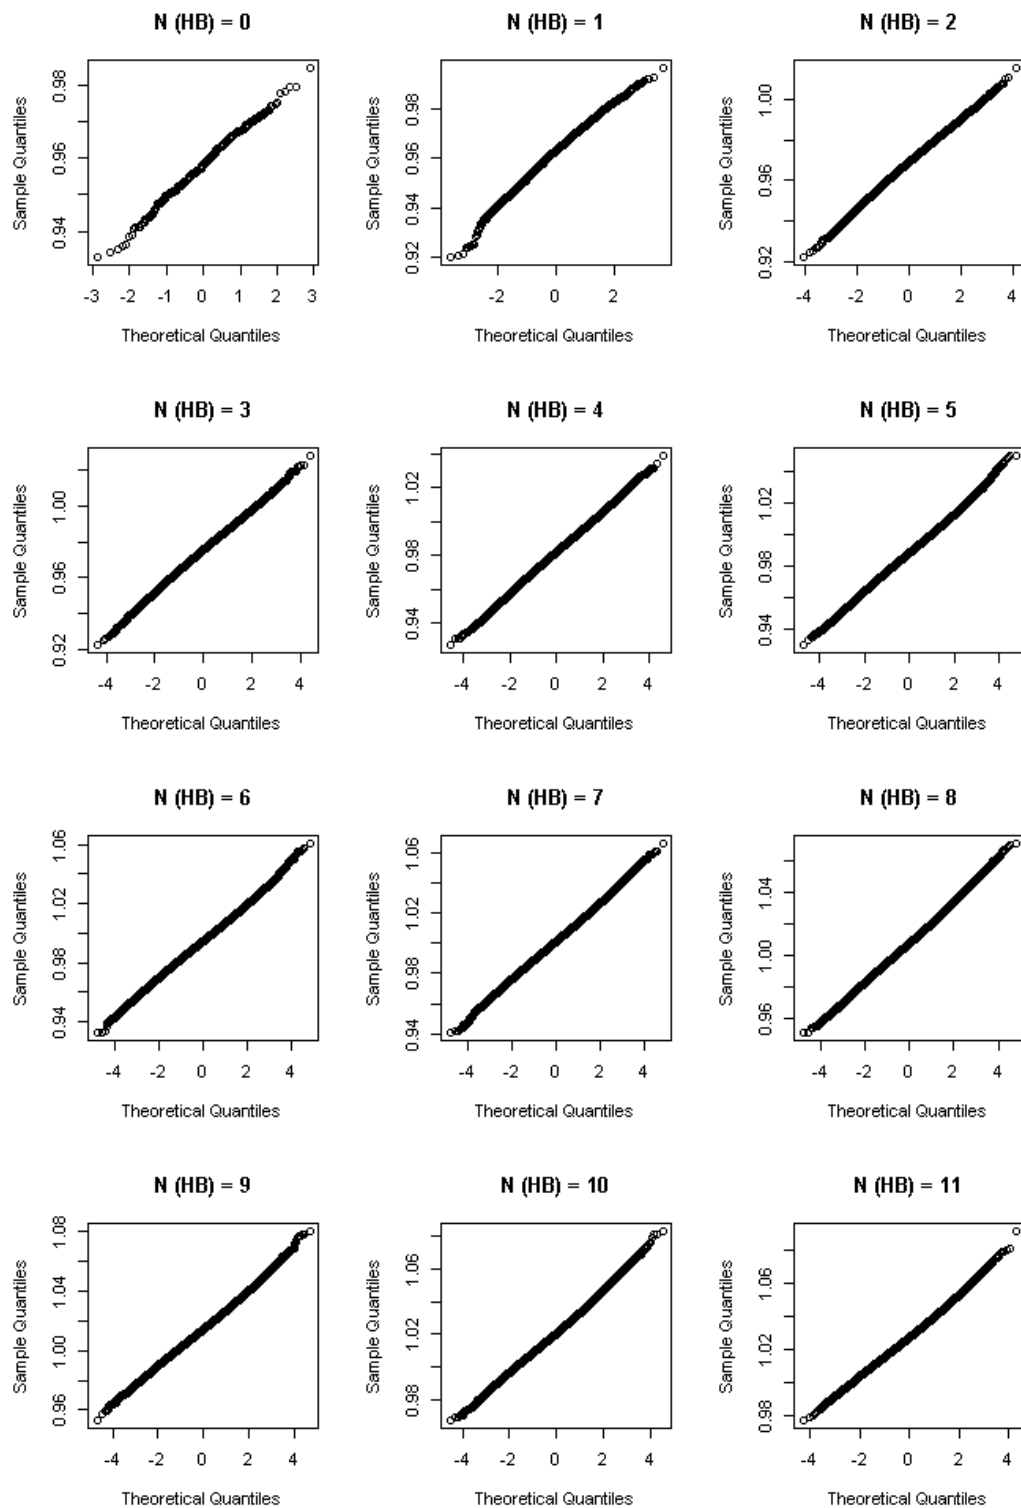 N (HB) = 0
Sample Quantiles
0.94 0.96 0.98
-3 -2 -1 0 1 2 3
Theoretical Quantiles
N (HB) = 1
Sample Quantiles
0.92 0.94 0.96 0.98
-2 0 2
Theoretical Quantiles
N (HB) = 2
Sample Quantiles
0.92 0.96 1.00
-4 -2 0 2 4
Theoretical Quantiles
N (HB) = 3
Sample Quantiles
0.92 0.96 1.00
-4 -2 0 2 4
Theoretical Quantiles
N (HB) = 4
Sample Quantiles
0.94 0.98 1.02
-4 -2 0 2 4
Theoretical Quantiles
N (HB) = 5
Sample Quantiles
0.94 0.98 1.02
-4 -2 0 2 4
Theoretical Quantiles
N (HB) = 6
Sample Quantiles
0.94 0.98 1.02 1.06
-4 -2 0 2 4
Theoretical Quantiles
N (HB) = 7
Sample Quantiles
0.94 0.98 1.02 1.06
-4 -2 0 2 4
Theoretical Quantiles
N (HB) = 8
Sample Quantiles
0.96 1.00 1.04
-4 -2 0 2 4
Theoretical Quantiles
N (HB) = 9
Sample Quantiles
0.96 1.00 1.04 1.08
-4 -2 0 2 4
Theoretical Quantiles
N (HB) = 10
Sample Quantiles
0.98 1.02 1.06
-4 -2 0 2 4
Theoretical Quantiles
N (HB) = 11
Sample Quantiles
0.98 1.02 1.06
-4 -2 0 2 4
Theoretical Quantiles